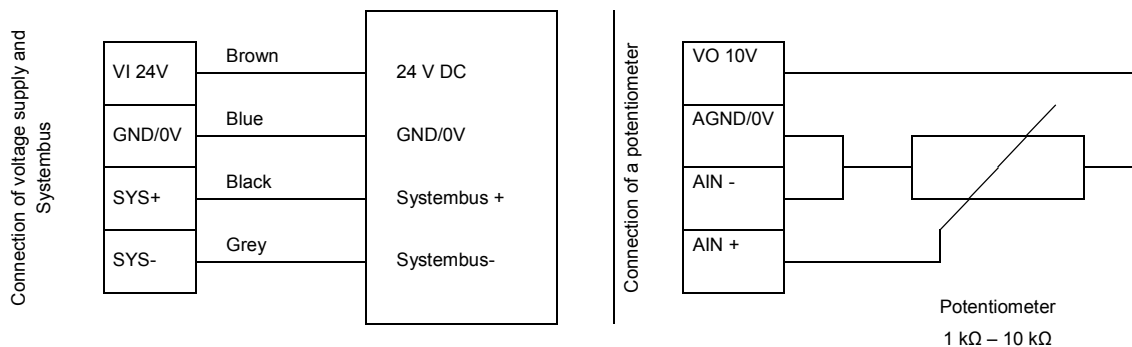 Connection of voltage supply and
Systembus
VI 24V
GND/0V
SYS+
SYS-
Brown
Blue
Black
Grey
24 V DC
GND/0V
Systembus +
Systembus-
Connection of a potentiometer
VO 10V
AGND/0V
AIN -
AIN +
Potentiometer
1 kΩ – 10 kΩ